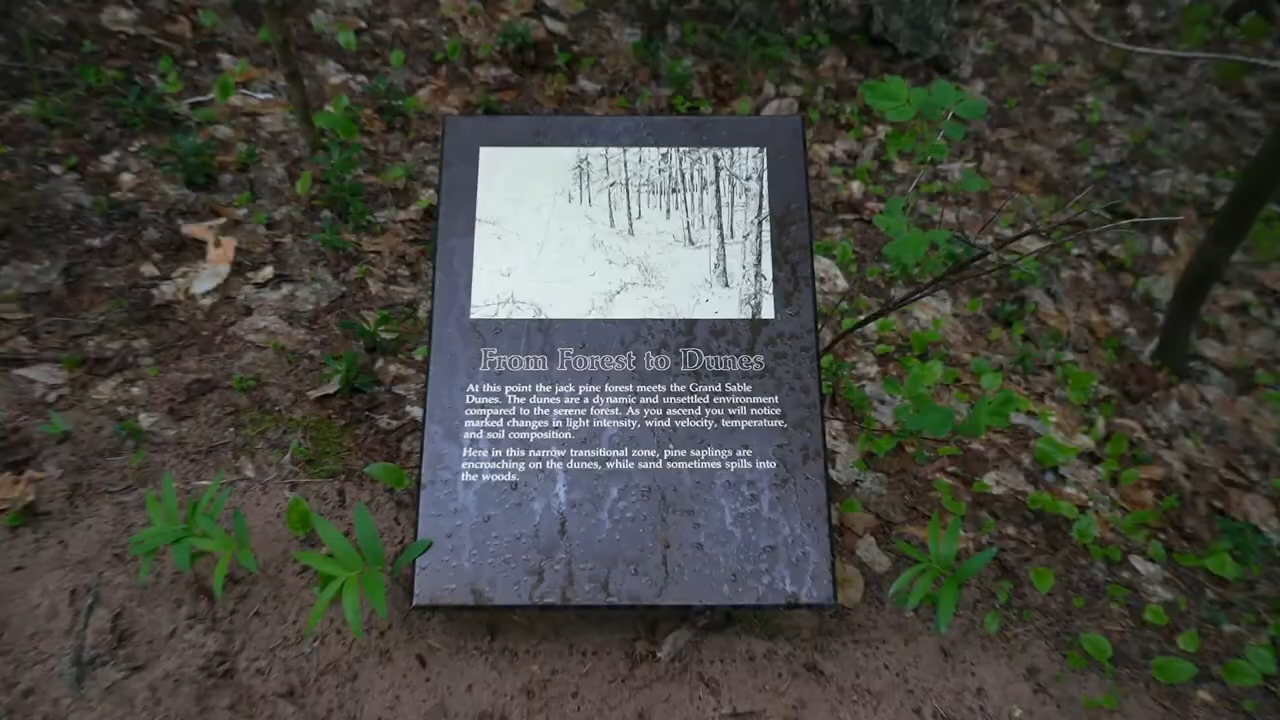 From Forest to Dunes
At this point the jack pine forest meets the Grand Sable
Dunes. The dunes are a dynamic and unsettled environment
compared to the serene forest. As you ascend you will notice
marked changes in light intensity, wind velocity, temperature,
and soil composition.
Here in this narrow transitional zone, pine saplings are
encroaching on the dunes, while sand sometimes spills into
the woods.